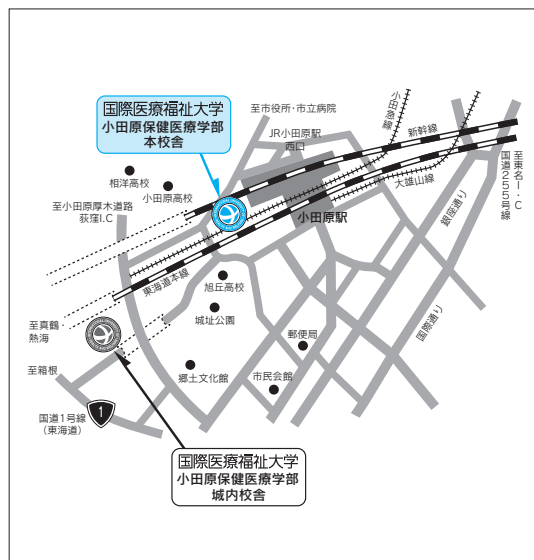 国際医療福祉大学
小田原保健医療学部
本校舎
至市役所・市立病院
小田急線
JR小田原駅
西口
新幹線
至東名I・C
国道255号線
相洋高校
小田原高校
至小田原厚木道路
荻窪I.C
小田原駅
大雄山線
銀座通り
東海道本線
旭丘高校
城址公園
国際通り
至真鶴・
熱海
郵便局
至箱根
郷土文化館
市民会館
1
国道1号線
（東海道）
国際医療福祉大学
小田原保健医療学部
城内校舎